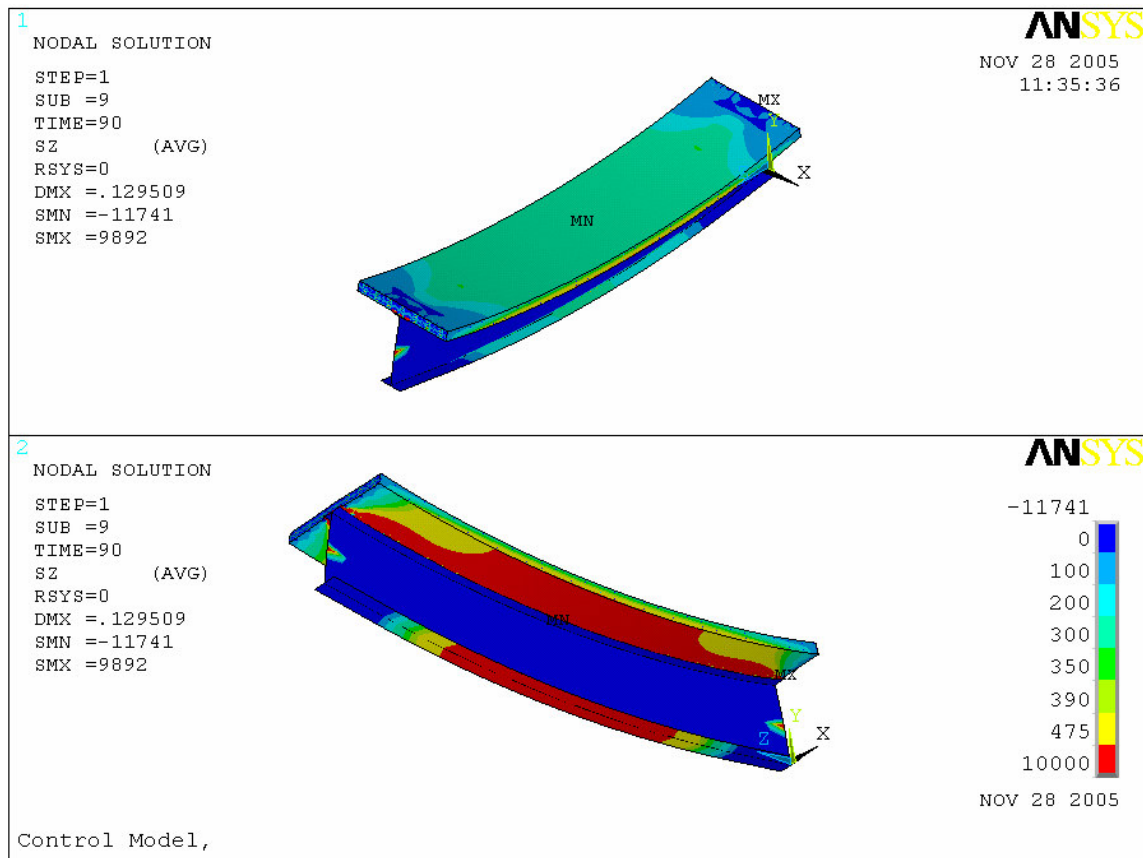 1
NODAL SOLUTION
STEP=1
SUB =9
TIME=90
SZ (AVG)
RSYS=0
DMX =.129509
SMN =-11741
SMX =9892
ANSYS
NOV 28 2005
11:35:36
MX
Y
X
MN
2
NODAL SOLUTION
STEP=1
SUB =9
TIME=90
SZ (AVG)
RSYS=0
DMX =.129509
SMN =-11741
SMX =9892
ANSYS
MN
MX
Y
Z
X
-11741
0
100
200
300
350
390
475
10000
NOV 28 2005
Control Model,